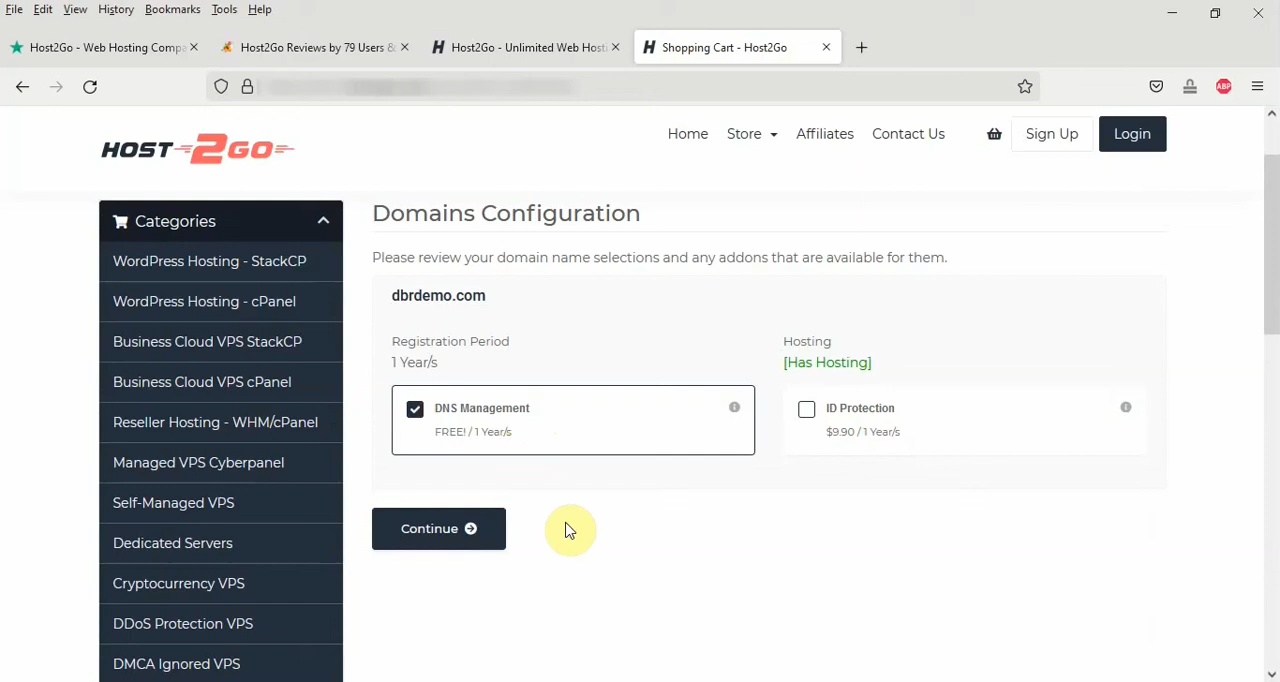 File Edit View History Bookmarks Tools Help
Host2Go - Web Hosting Compa
Host2Go Reviews by 79 Users &
Host2Go - Unlimited Web Hosti
Shopping Cart - Host2Go
ABP
HOST 2GO
Home Store Affiliates Contact Us Sign Up Login
Categories
WordPress Hosting - StackCP
WordPress Hosting - cPanel
Business Cloud VPS StackCP
Business Cloud VPS cPanel
Reseller Hosting - WHM/cPanel
Managed VPS Cyberpanel
Self-Managed VPS
Dedicated Servers
Cryptocurrency VPS
DDoS Protection VPS
DMCA Ignored VPS
Domains Configuration
Please review your domain name selections and any addons that are available for them.
dbrdemo.com
Registration Period
1 Year/s
Hosting
[Has Hosting]
DNS Management
FREE! / 1 Year/s
ID Protection
$9.90 / 1 Year/s
Continue